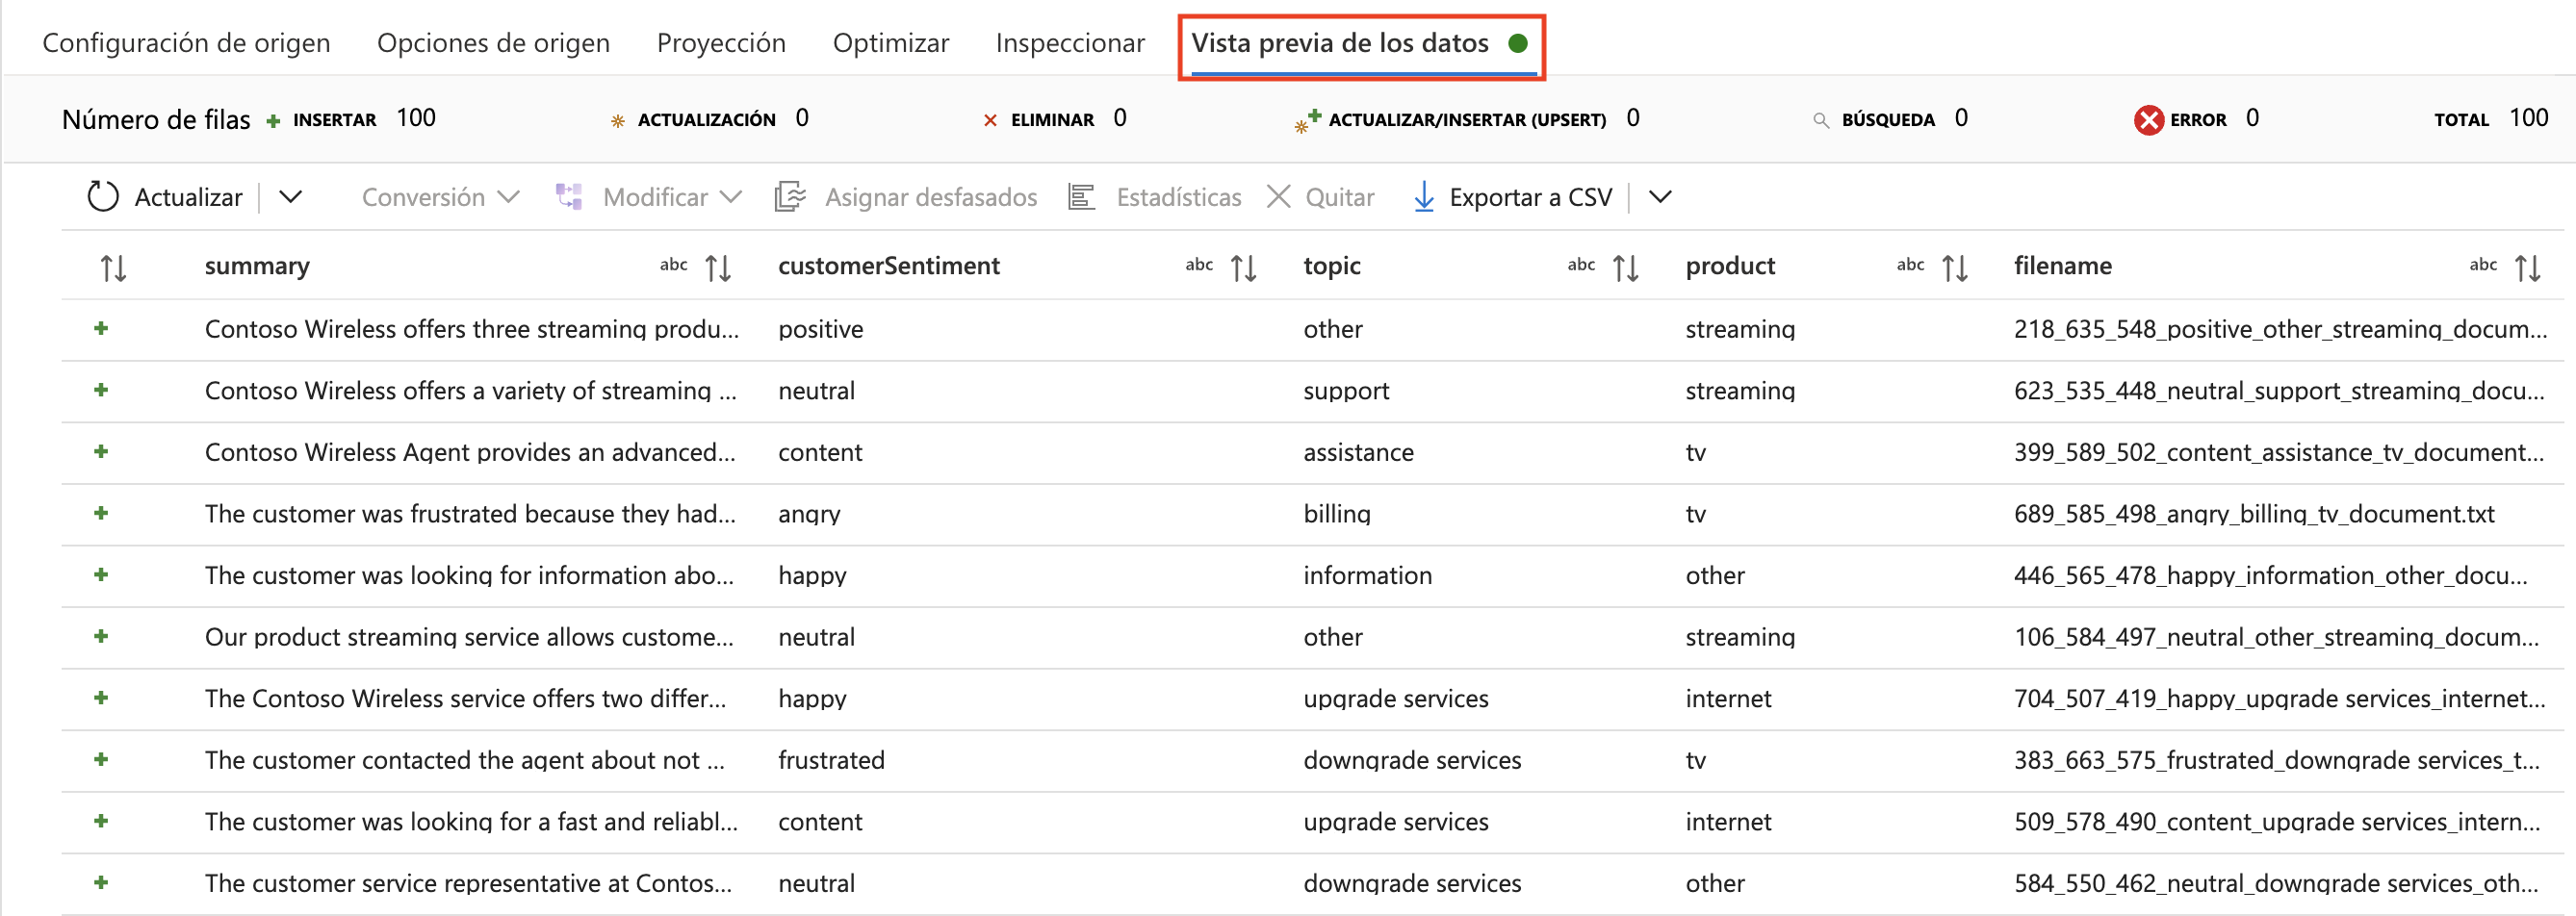 Configuración de origen Opciones de origen Proyección Optimizar Inspeccionar Vista previa de los datos
Número de filas INSERTAR 100 ACTUALIZACIÓN 0 ELIMINAR 0 ACTUALIZAR/INSERTAR (UPSERT) 0 BÚSQUEDA 0 ERROR 0 TOTAL 100
Actualizar Conversión Modificar Asignar desfasados Estadísticas Quitar Exportar a CSV
summary abc customerSentiment abc topic abc product abc filename abc
Contoso Wireless offers three streaming produ... positive other streaming 218_635_548_positive_other_streaming_docum...
Contoso Wireless offers a variety of streaming ... neutral support streaming 623_535_448_neutral_support_streaming_docu...
Contoso Wireless Agent provides an advanced... content assistance tv 399_589_502_content_assistance_tv_document...
The customer was frustrated because they had... angry billing tv 689_585_498_angry_billing_tv_document.txt
The customer was looking for information abo... happy information other 446_565_478_happy_information_other_docu...
Our product streaming service allows custome... neutral other streaming 106_584_497_neutral_other_streaming_docum...
The Contoso Wireless service offers two differ... happy upgrade services internet 704_507_419_happy_upgrade services_internet...
The customer contacted the agent about not ... frustrated downgrade services tv 383_663_575_frustrated_downgrade services_t...
The customer was looking for a fast and reliabl... content upgrade services internet 509_578_490_content_upgrade services_intern...
The customer service representative at Contos... neutral downgrade services other 584_550_462_neutral_downgrade services_oth...